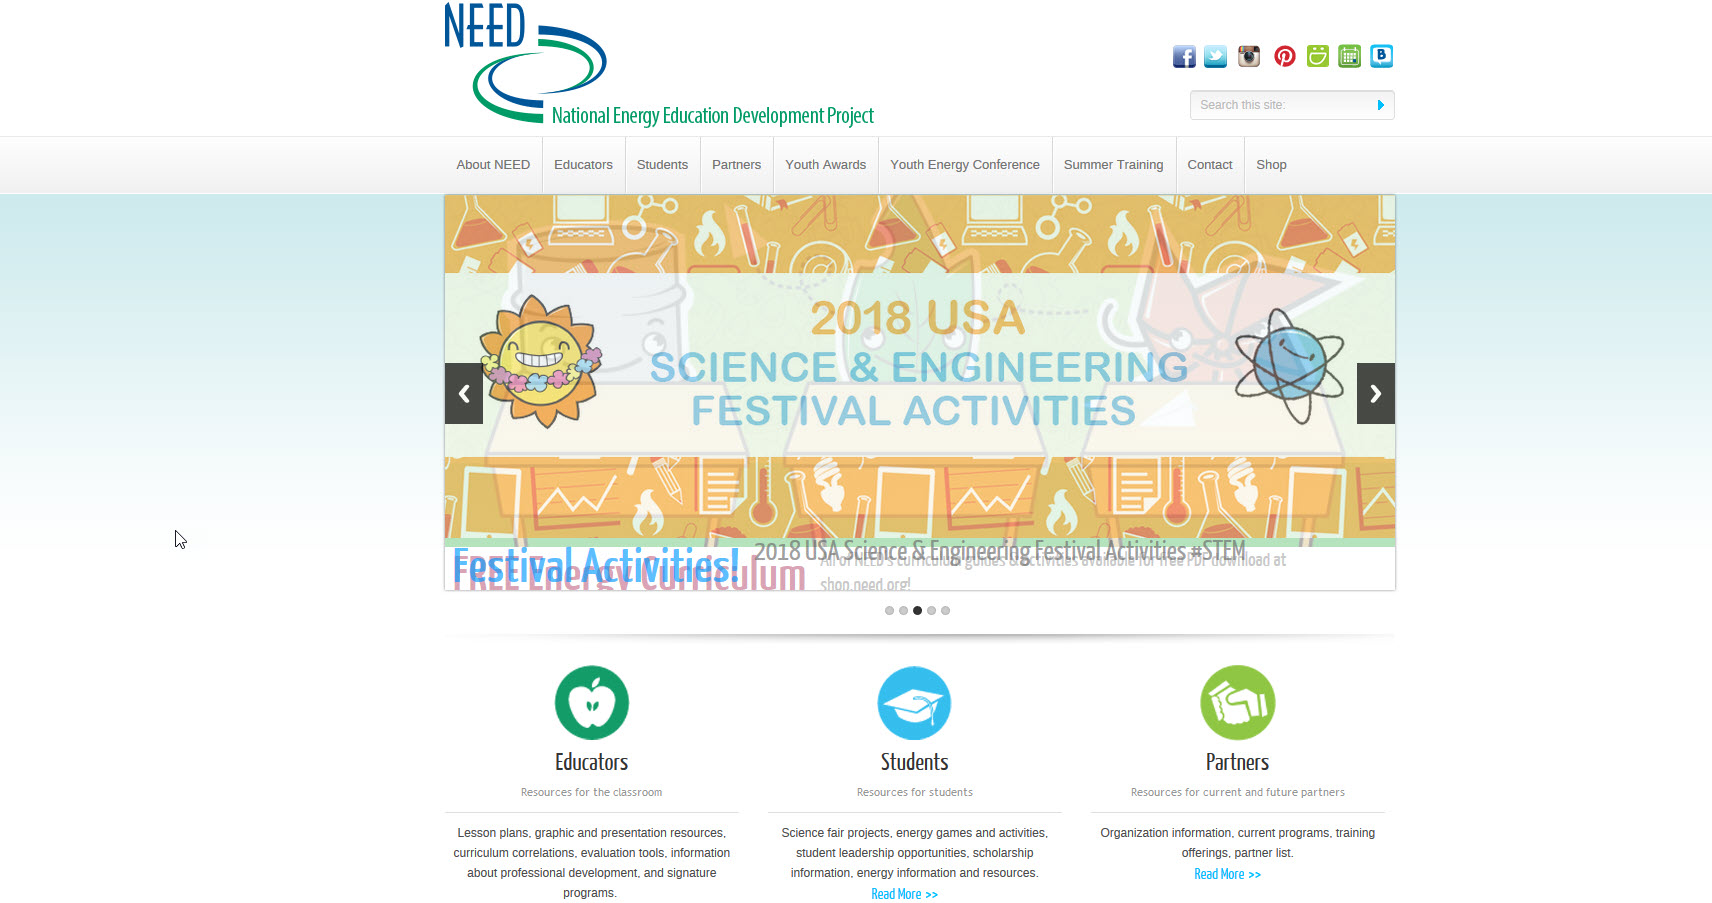 NEED
National Energy Education Development Project
Search this site:
About NEED
Educators
Students
Partners
Youth Awards
Youth Energy Conference
Summer Training
Contact
Shop
2018 USA
SCIENCE & ENGINEERING
FESTIVAL ACTIVITIES
Festival Activities!
2018 USA Science & Engineering Festival Activities #STEM
FREE Energy Curriculum
All of NEED's curriculum guides & activities available for free PDF download at
shop.need.org!
Educators
Resources for the classroom
Lesson plans, graphic and presentation resources,
curriculum correlations, evaluation tools, information
about professional development, and signature
programs.
Students
Resources for students
Science fair projects, energy games and activities,
student leadership opportunities, scholarship
information, energy information and resources.
Read More >>
Partners
Resources for current and future partners
Organization information, current programs, training
offerings, partner list.
Read More >>